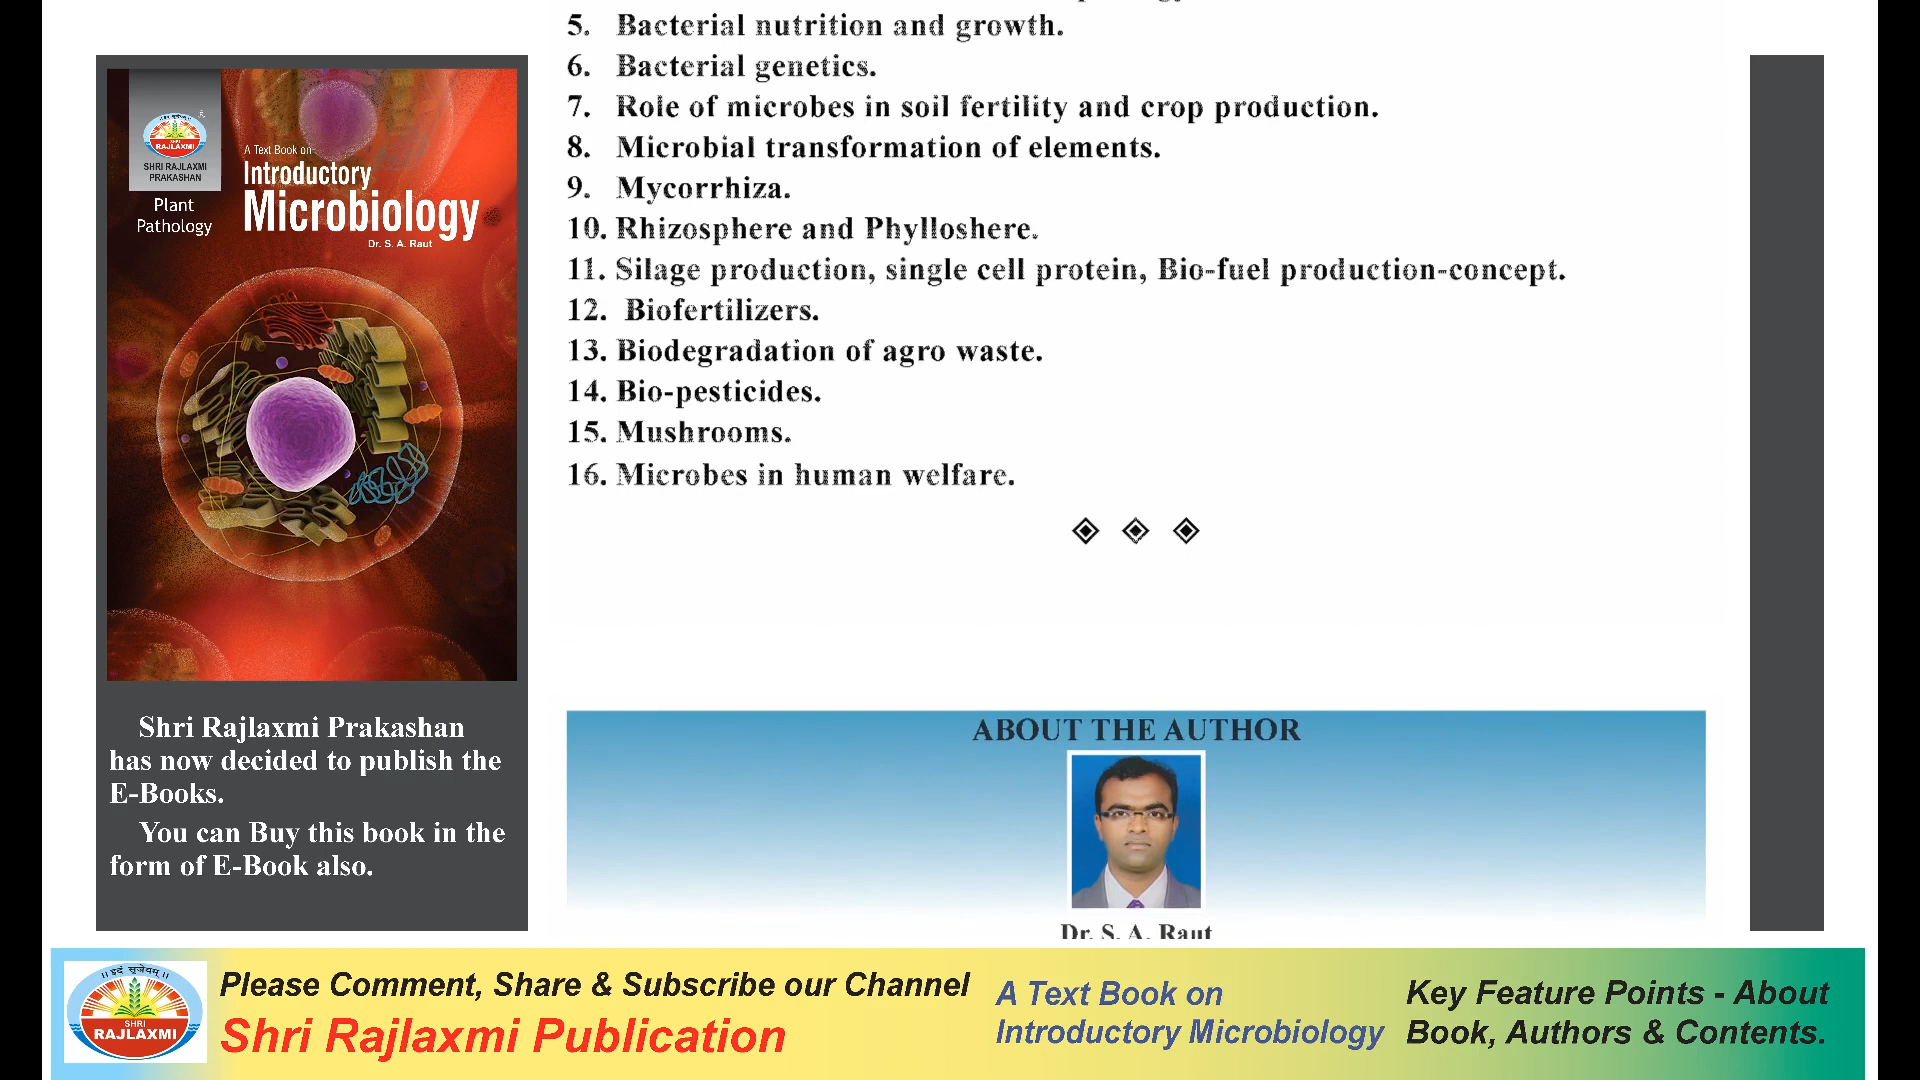 5. Bacterial nutrition and growth.
6. Bacterial genetics.
7. Role of microbes in soil fertility and crop production.
8. Microbial transformation of elements.
9. Mycorrhiza.
10. Rhizosphere and Phylloshere.
11. Silage production, single cell protein, Bio-fuel production-concept.
12. Biofertilizers.
13. Biodegradation of agro waste.
14. Bio-pesticides.
15. Mushrooms.
16. Microbes in human welfare.
SHRI
RAJLAXMI
SHRI RAJLAXMI
PRAKASHAN
Plant
Pathology
A Text Book on
Introductory
Microbiology
Dr. S. A. Raut
Shri Rajlaxmi Prakashan
has now decided to publish the
E-Books.
You can Buy this book in the
form of E-Book also.
ABOUT THE AUTHOR
Dr. S. A. Raut
।। इदं सृजेयम् ।।
SHRI
RAJLAXMI
Please Comment, Share & Subscribe our Channel
Shri Rajlaxmi Publication
A Text Book on
Introductory Microbiology
Key Feature Points - About
Book, Authors & Contents.